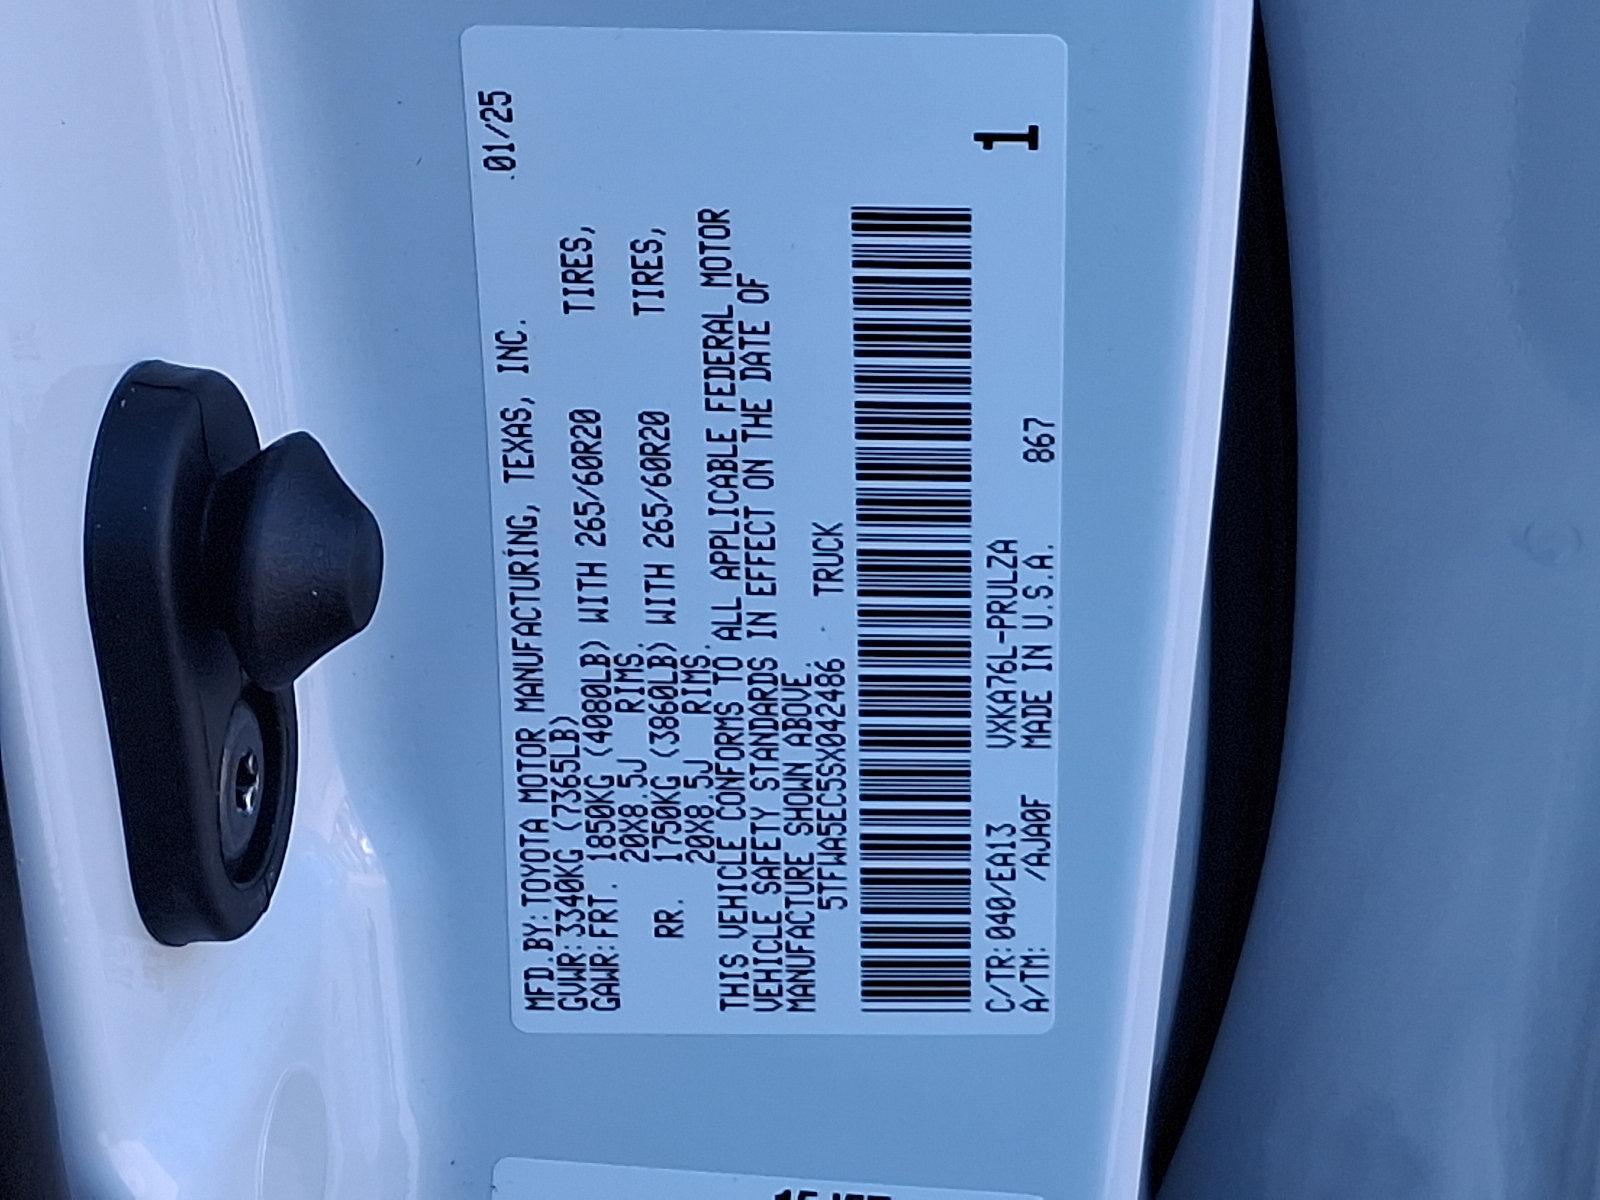 01/25
MFD.BY:TOYOTA MOTOR MANUFACTURING, TEXAS, INC.
GVWR:3340KG (7365LB)
GAWR:FRT. 1850KG (4080LB) WITH 265/60R20 TIRES,
20X8.5J RIMS.
RR. 1750KG (3860LB) WITH 265/60R20 TIRES,
20X8.5J RIMS.
THIS VEHICLE CONFORMS TO ALL APPLICABLE FEDERAL MOTOR
VEHICLE SAFETY STANDARDS IN EFFECT ON THE DATE OF
MANUFACTURE SHOWN ABOVE.
5TFWA5EC5SX042486 TRUCK
C/TR:040/EA13 VXKA76L-PRULZA
A/TM: /AJA0F MADE IN U.S.A. 867
1